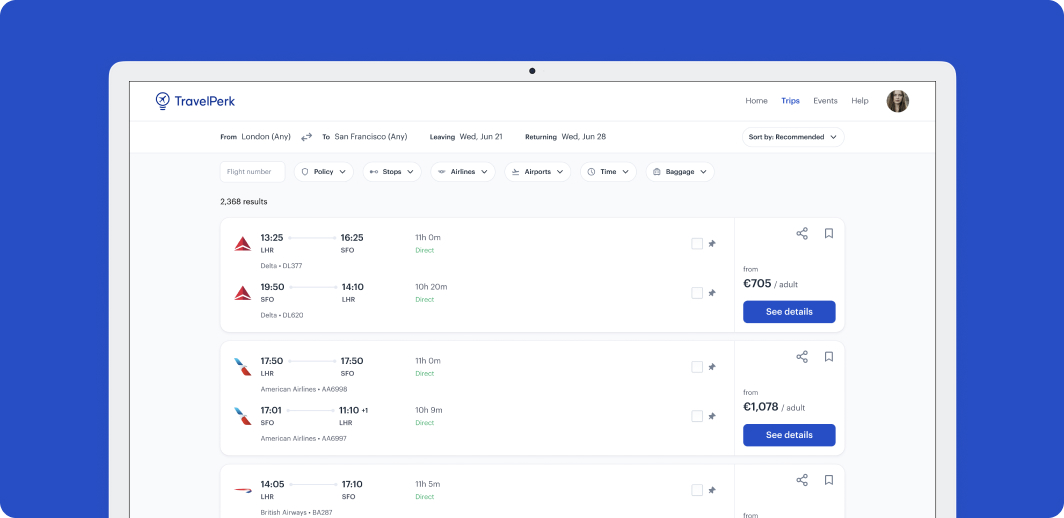 TravelPerk Home Trips Events Help
From London (Any) To San Francisco (Any) Leaving Wed, Jun 21 Returning Wed, Jun 28 Sort by: Recommended
Flight number Policy Stops Airlines Airports Time Baggage
2,368 results
13:25 16:25 11h 0m
LHR SFO Direct
Delta • DL377
19:50 14:10 10h 20m
SFO LHR Direct
Delta • DL620
from
€705 / adult
See details
17:50 17:50 11h 0m
LHR SFO Direct
American Airlines • AA6998
17:01 11:10 +1 10h 9m
SFO LHR Direct
American Airlines • AA6997
from
€1,078 / adult
See details
14:05 17:10 11h 5m
LHR SFO Direct
British Airways • BA287
from